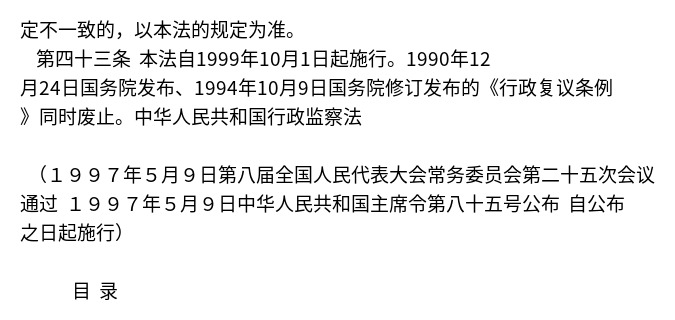 定不一致的，以本法的规定为准。
第四十三条 本法自1999年10月1日起施行。1990年12
月24日国务院发布、1994年10月9日国务院修订发布的《行政复议条例
》同时废止。中华人民共和国行政监察法
（１９９７年５月９日第八届全国人民代表大会常务委员会第二十五次会议
通过 １９９７年５月９日中华人民共和国主席令第八十五号公布 自公布
之日起施行）
目 录